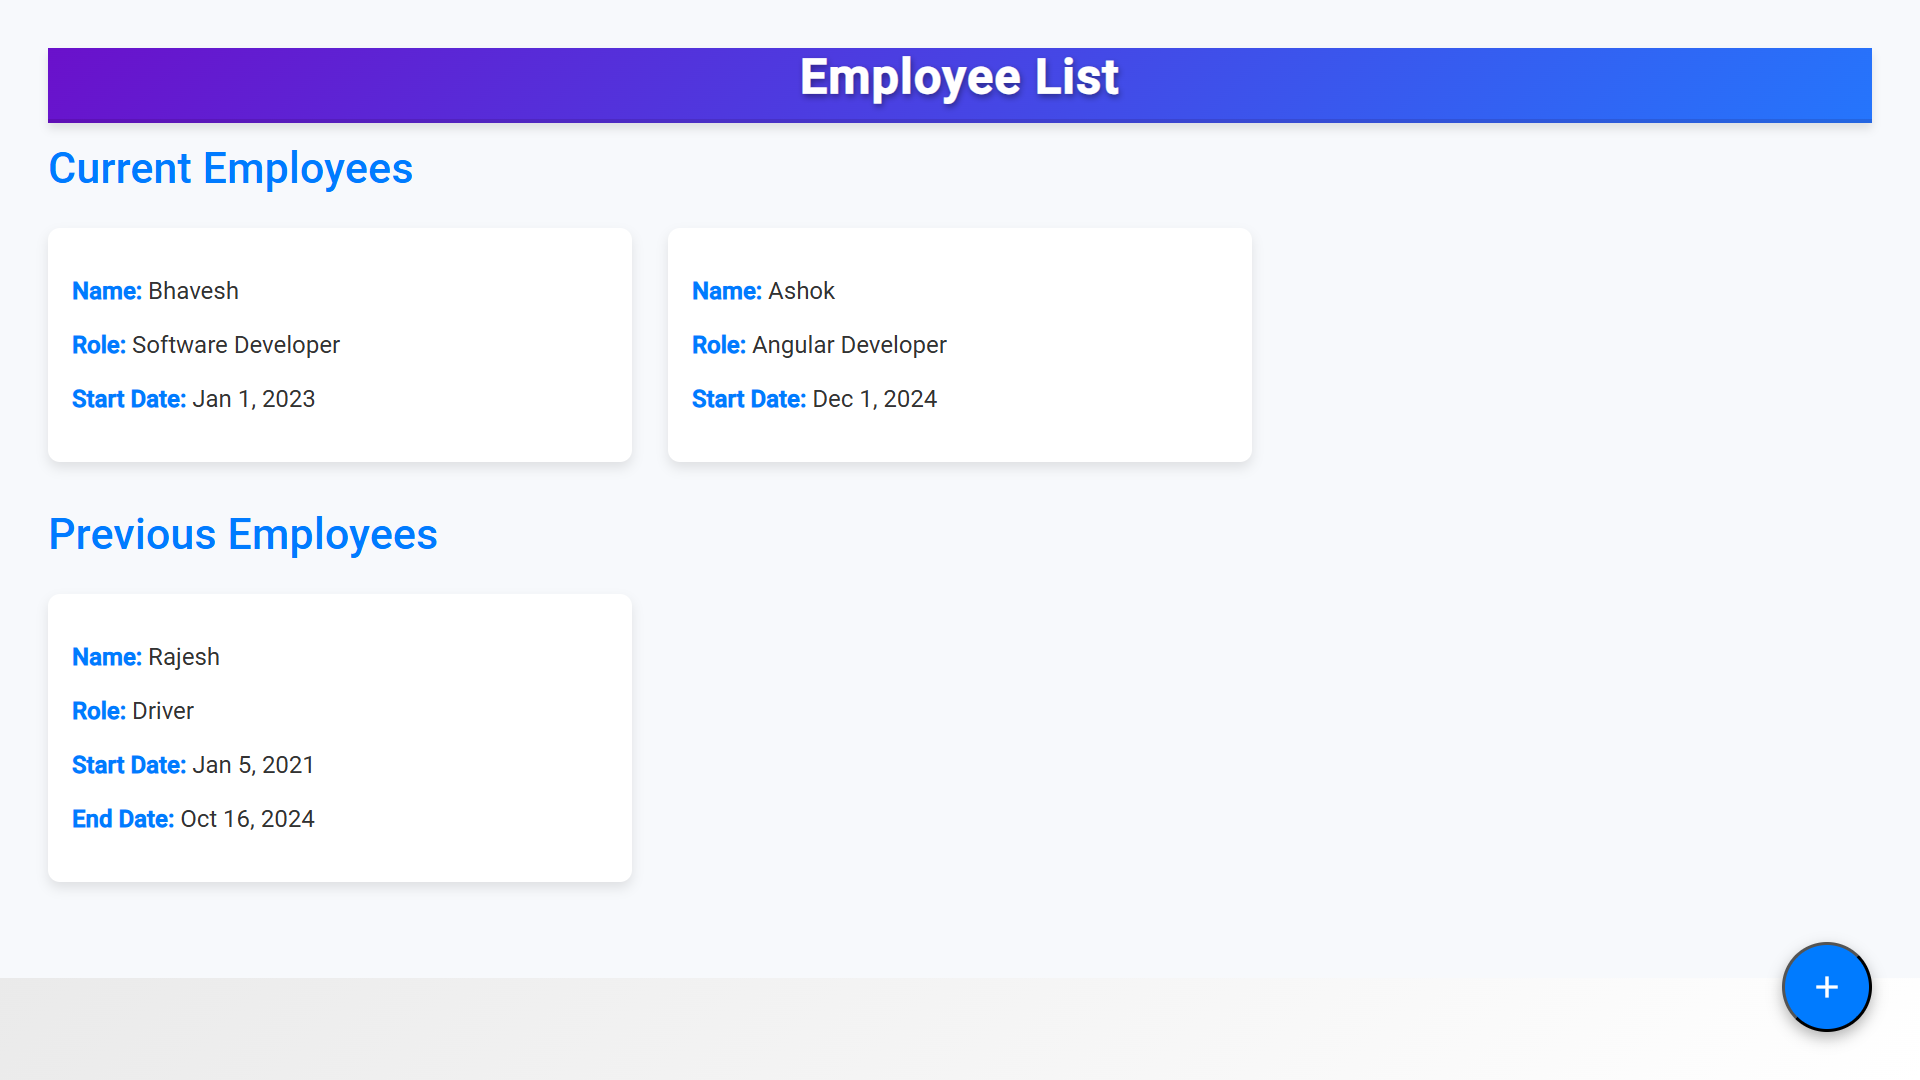 Employee List
Current Employees
Name: Bhavesh
Role: Software Developer
Start Date: Jan 1, 2023
Name: Ashok
Role: Angular Developer
Start Date: Dec 1, 2024
Previous Employees
Name: Rajesh
Role: Driver
Start Date: Jan 5, 2021
End Date: Oct 16, 2024
+